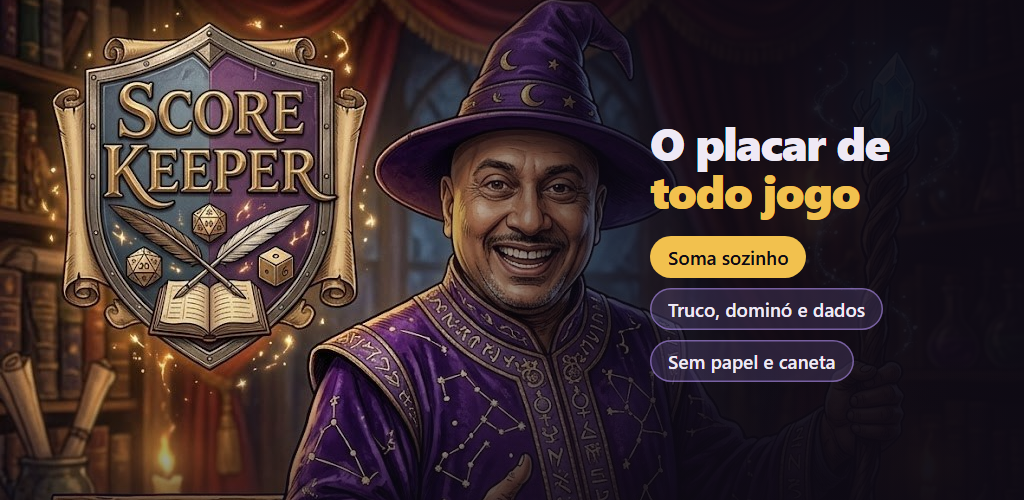 SCORE
KEEPER
O placar de
todo jogo
Soma sozinho
Truco, dominó e dados
Sem papel e caneta